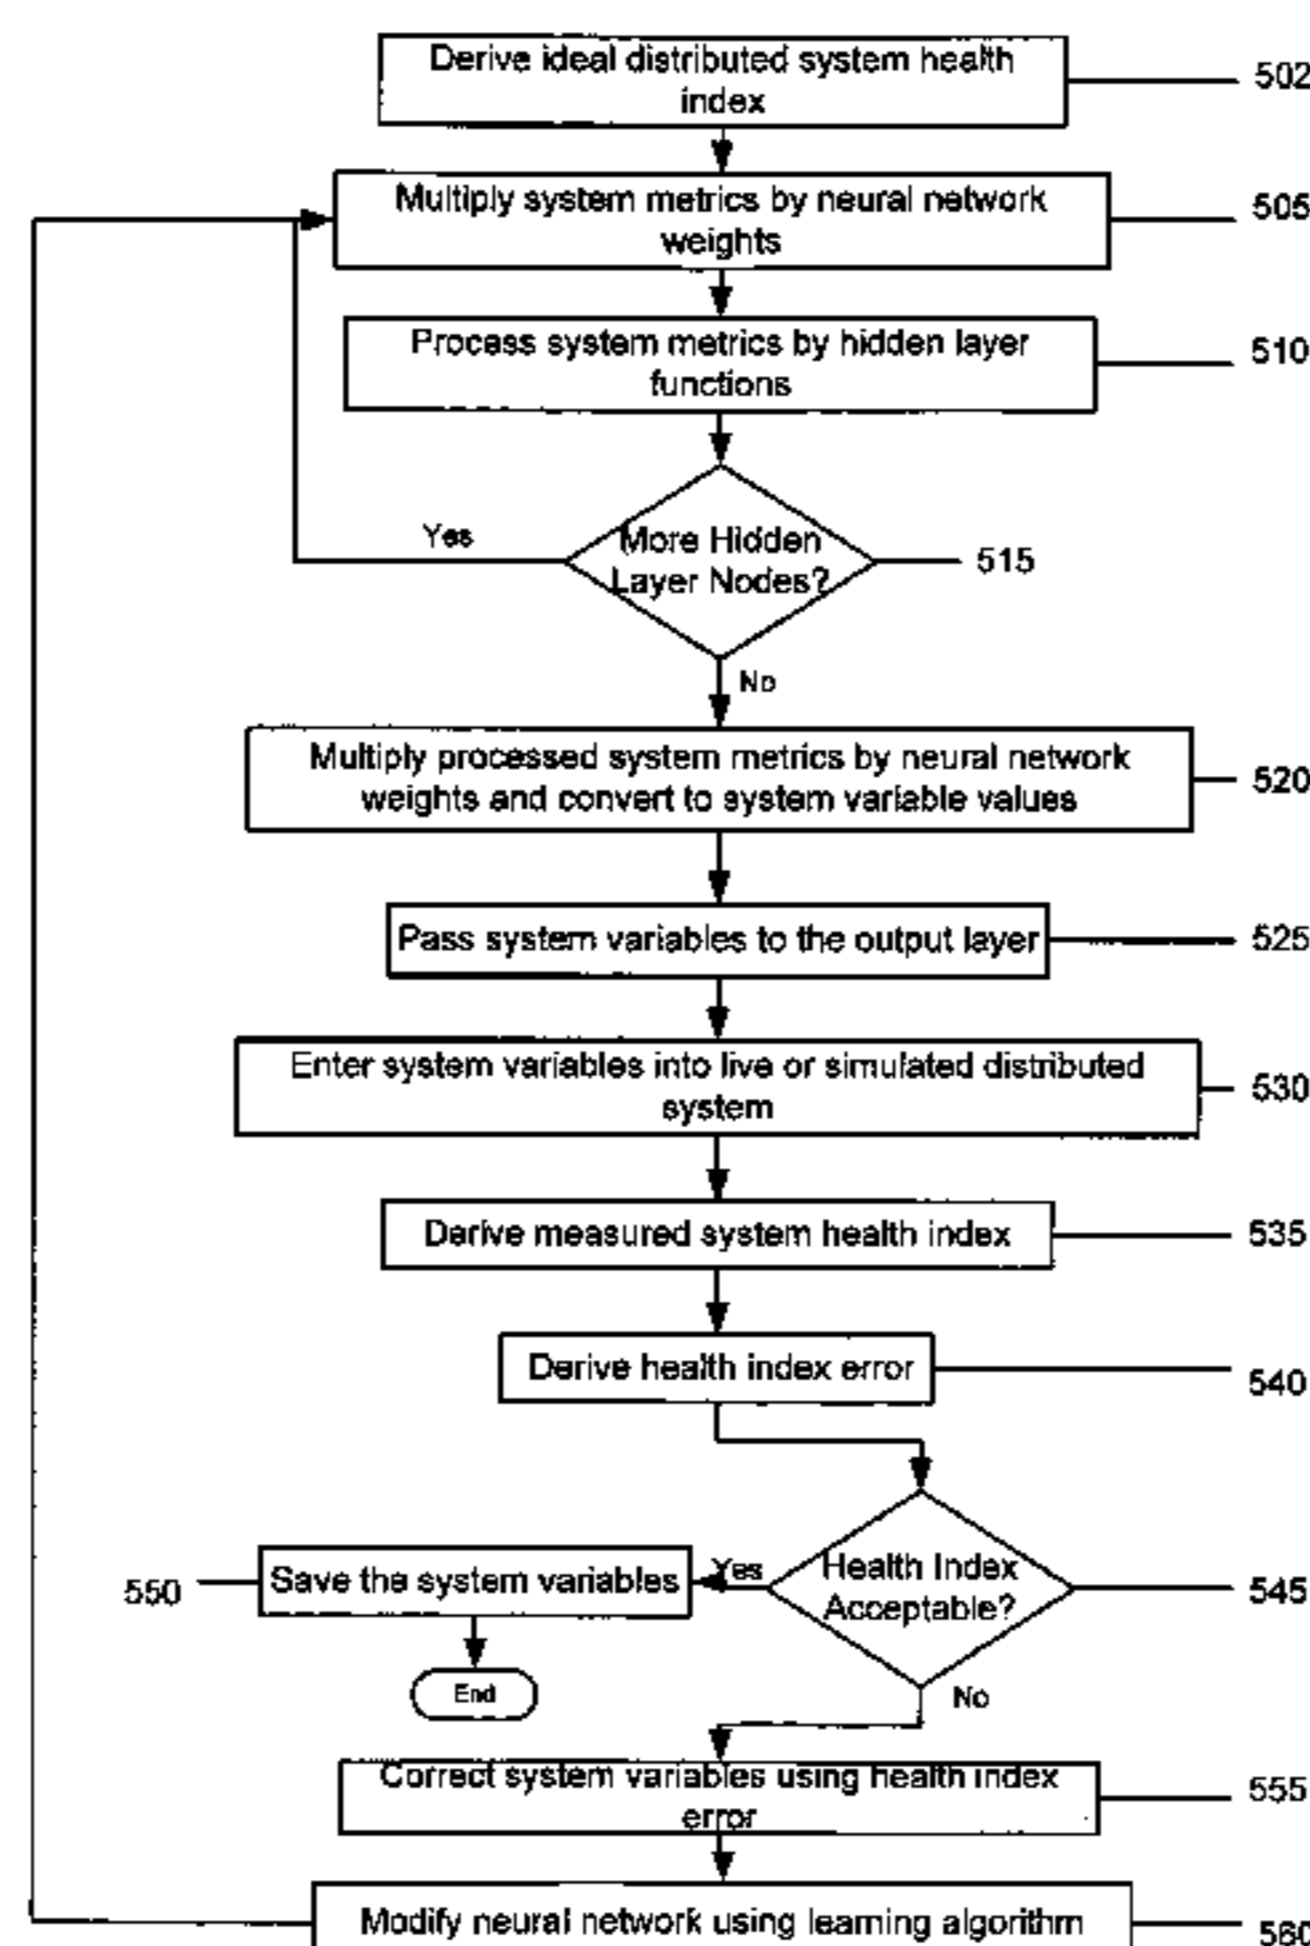 Derive ideal distributed system health
index
502
Multiply system metrics by neural network
weights
505
Process system metrics by hidden layer
functions
510
Yes
More Hidden
Layer Nodes?
515
No
Multiply processed system metrics by neural network
weights and convert to system variable values
520
Pass system variables to the output layer
525
Enter system variables into live or simulated distributed
system
530
Derive measured system health index
535
Derive health index error
540
550
Save the system variables
Yes
Health Index
Acceptable?
545
End
No
Correct system variables using health index
error
555
Modify neural network using learning algorithm
560